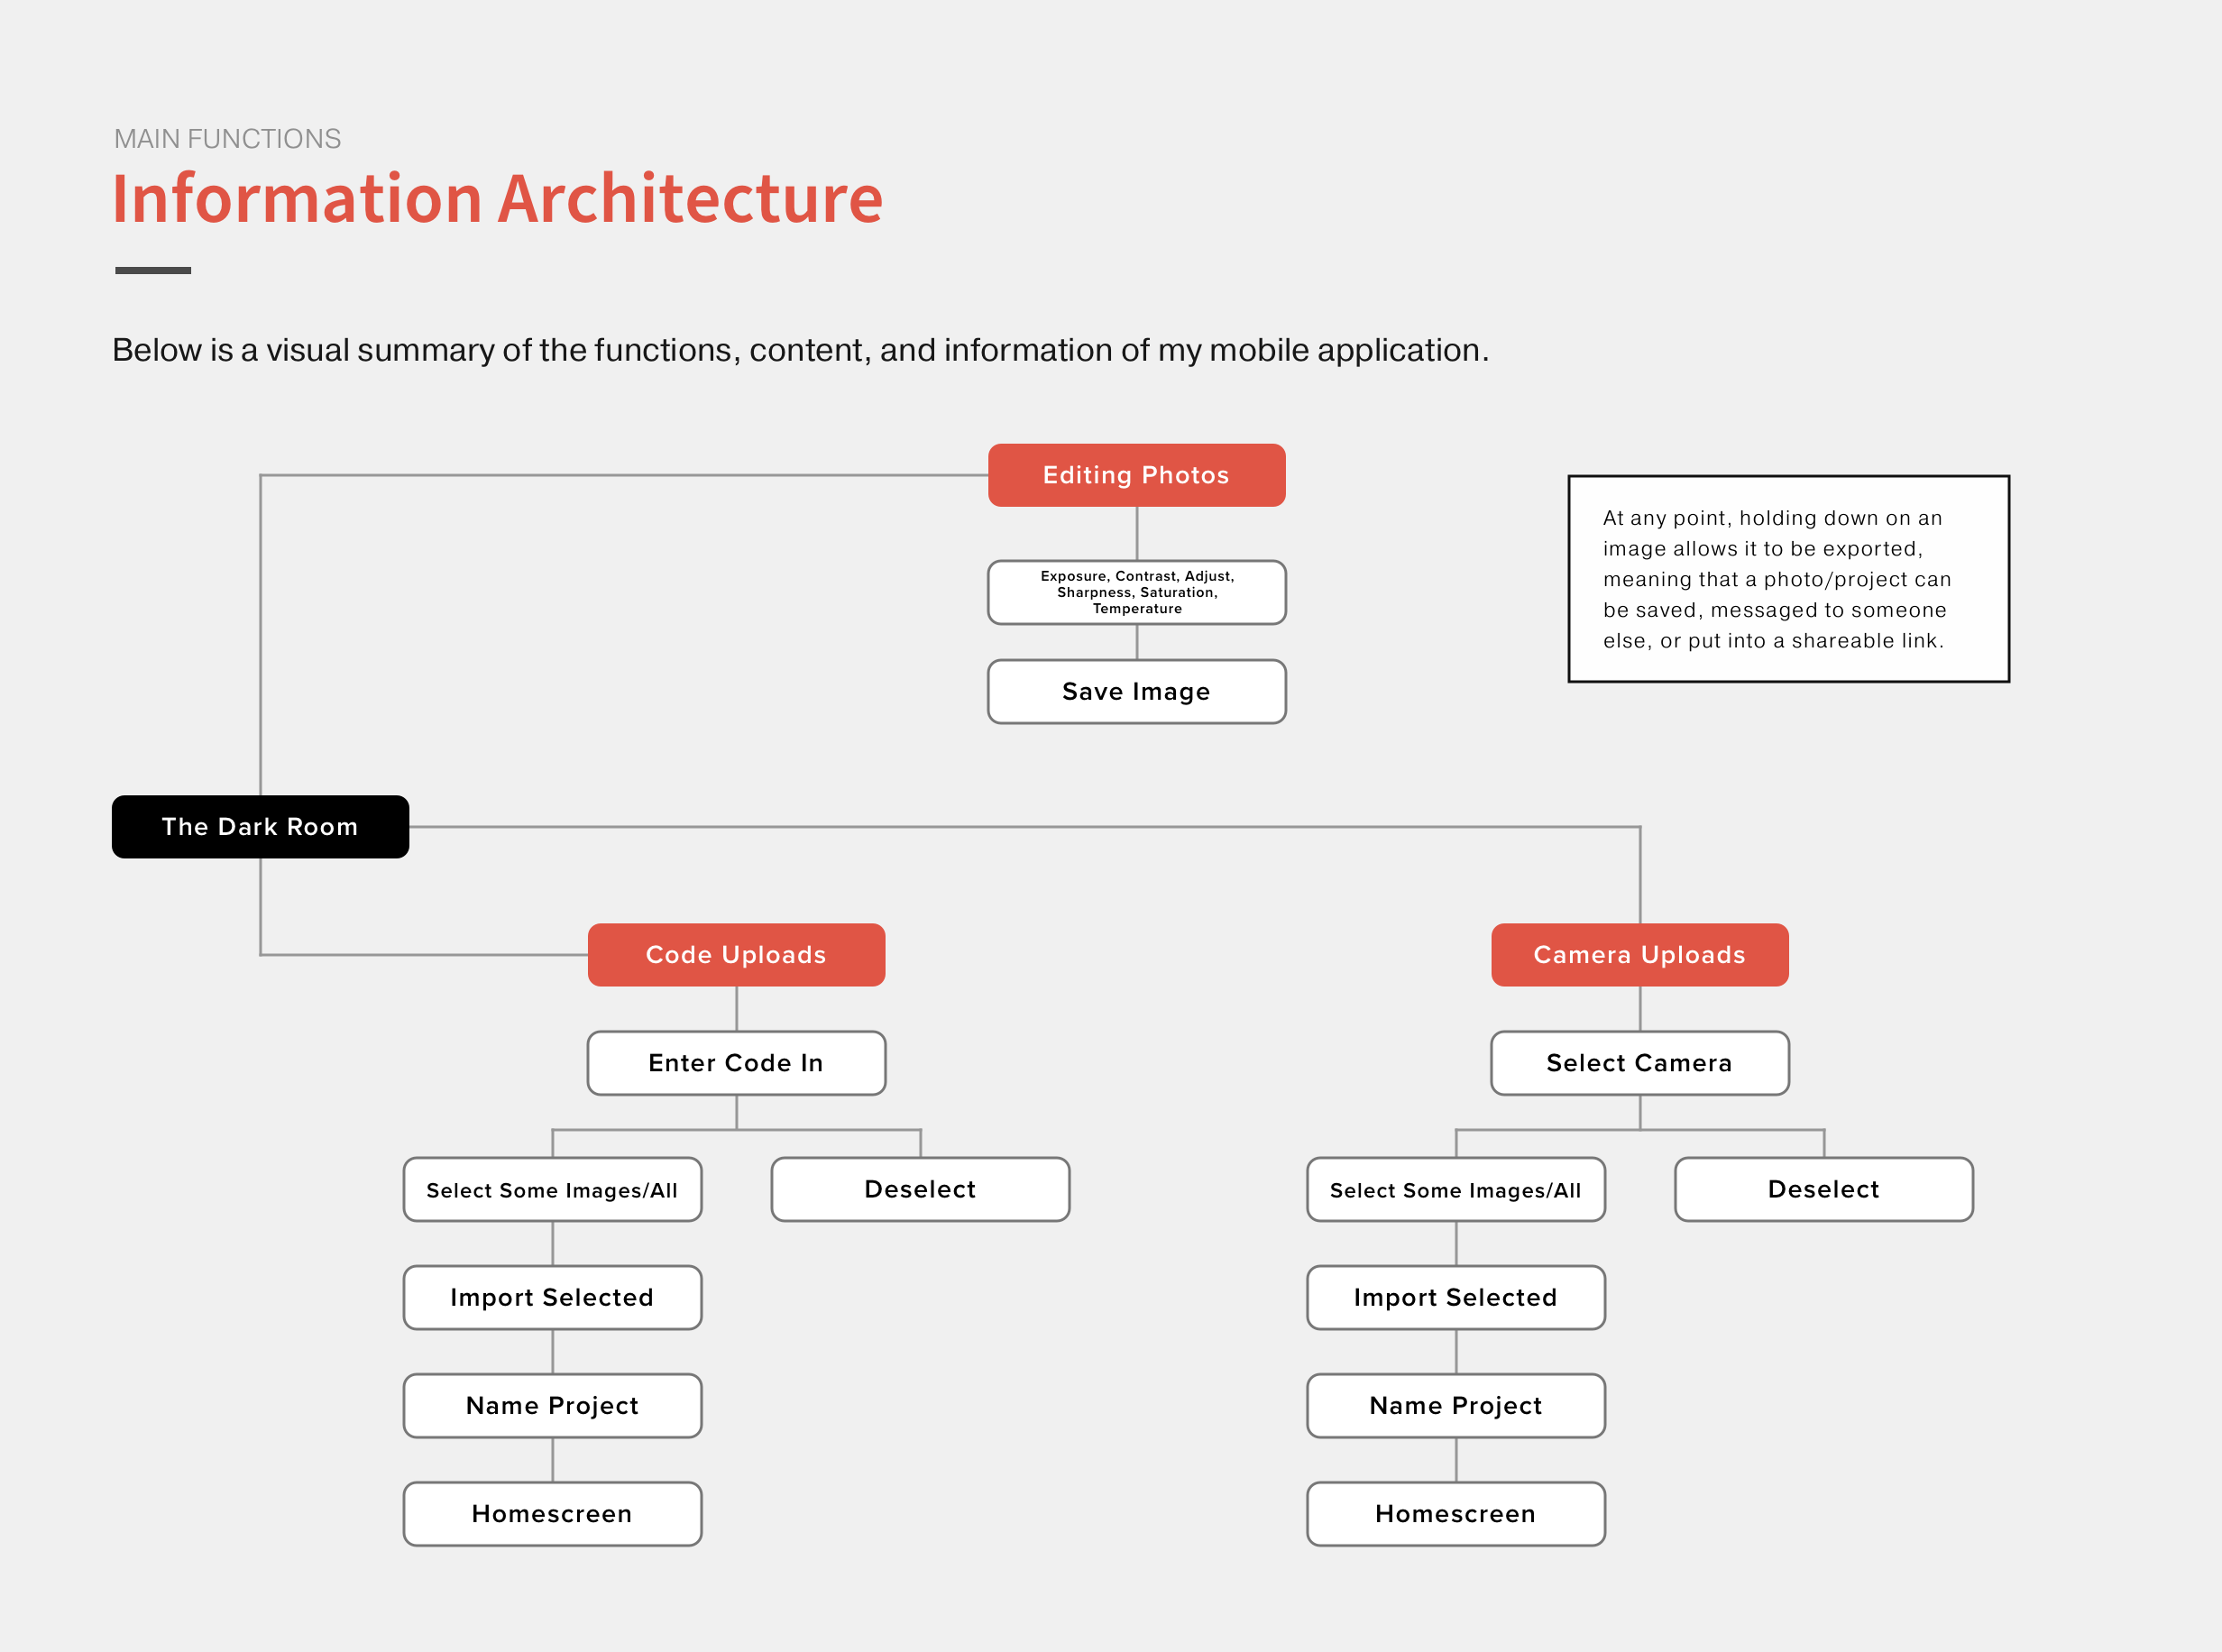 MAIN FUNCTIONS
Information Architecture
Below is a visual summary of the functions, content, and information of my mobile application.
Editing Photos
Exposure, Contrast, Adjust,
Sharpness, Saturation,
Temperature
Save Image
At any point, holding down on an
image allows it to be exported,
meaning that a photo/project can
be saved, messaged to someone
else, or put into a shareable link.
The Dark Room
Code Uploads
Enter Code In
Select Some Images/All
Deselect
Import Selected
Name Project
Homescreen
Camera Uploads
Select Camera
Select Some Images/All
Deselect
Import Selected
Name Project
Homescreen